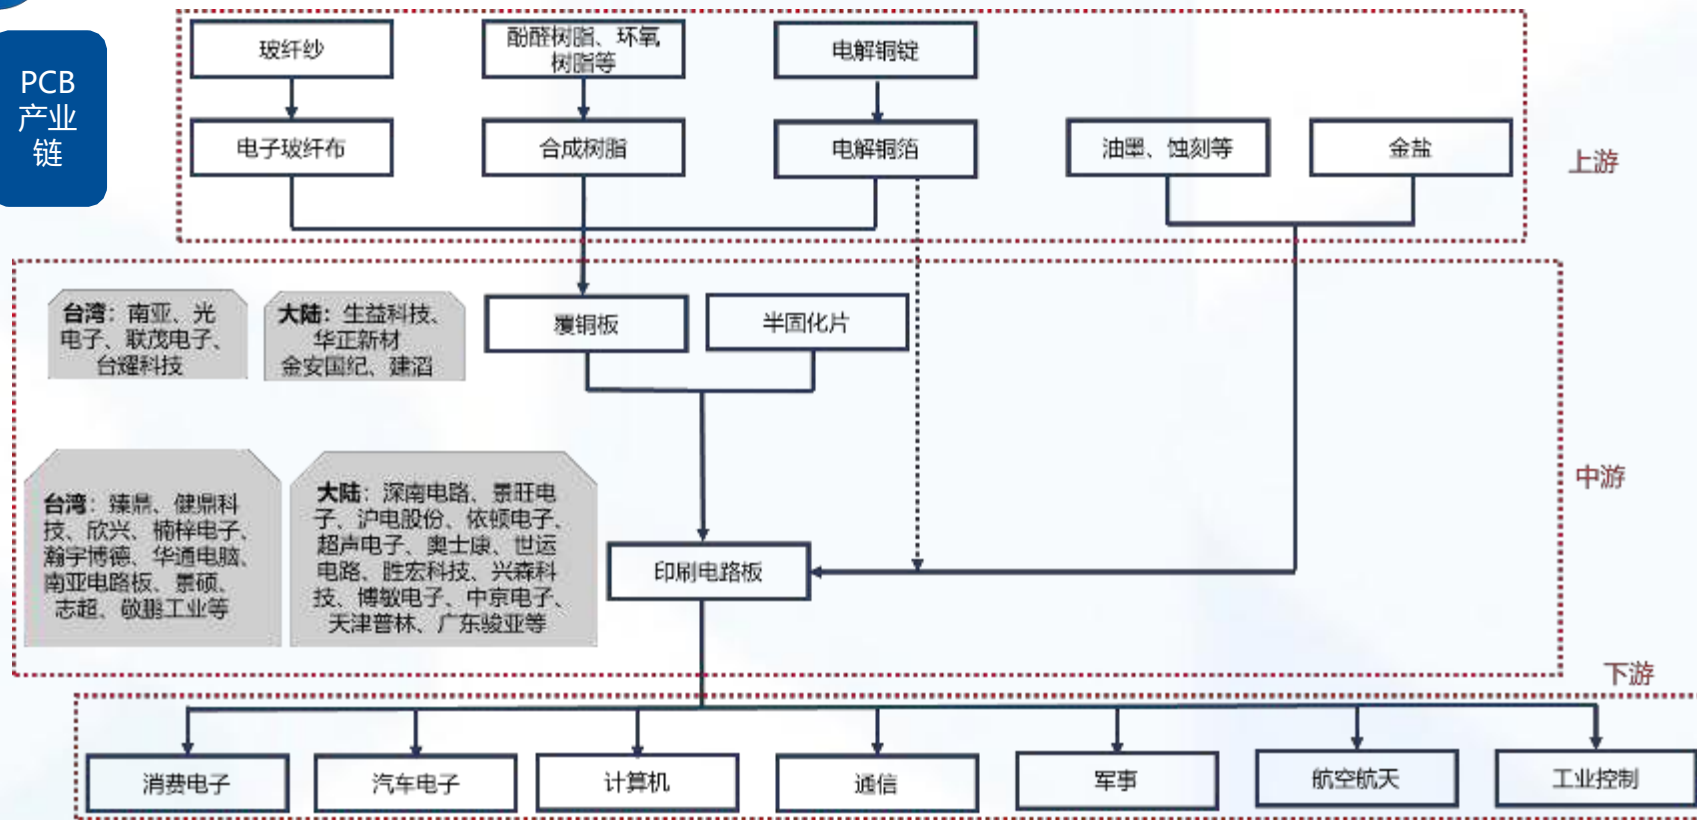 PCB
产业
链
玻纤纱
酚醛树脂、环氧
树脂等
电解铜锭
电子玻纤布
合成树脂
电解铜箔
油墨、蚀刻等
金盐
上游
台湾：南亚、光
电子、联茂电子、
台耀科技
大陆：生益科技、
华正新材
金安国纪、建滔
覆铜板
半固化片
中游
台湾：臻鼎、健鼎科
技、欣兴、楠梓电子、
瀚宇博德、华通电脑、
南亚电路板、景硕、
志超、敬鹏工业等
大陆：深南电路、景旺电
子、沪电股份、依顿电子、
超声电子、奥士康、世运
电路、胜宏科技、兴森科
技、博敏电子、中京电子、
天津普林、广东骏亚等
印刷电路板
下游
消费电子
汽车电子
计算机
通信
军事
航空航天
工业控制